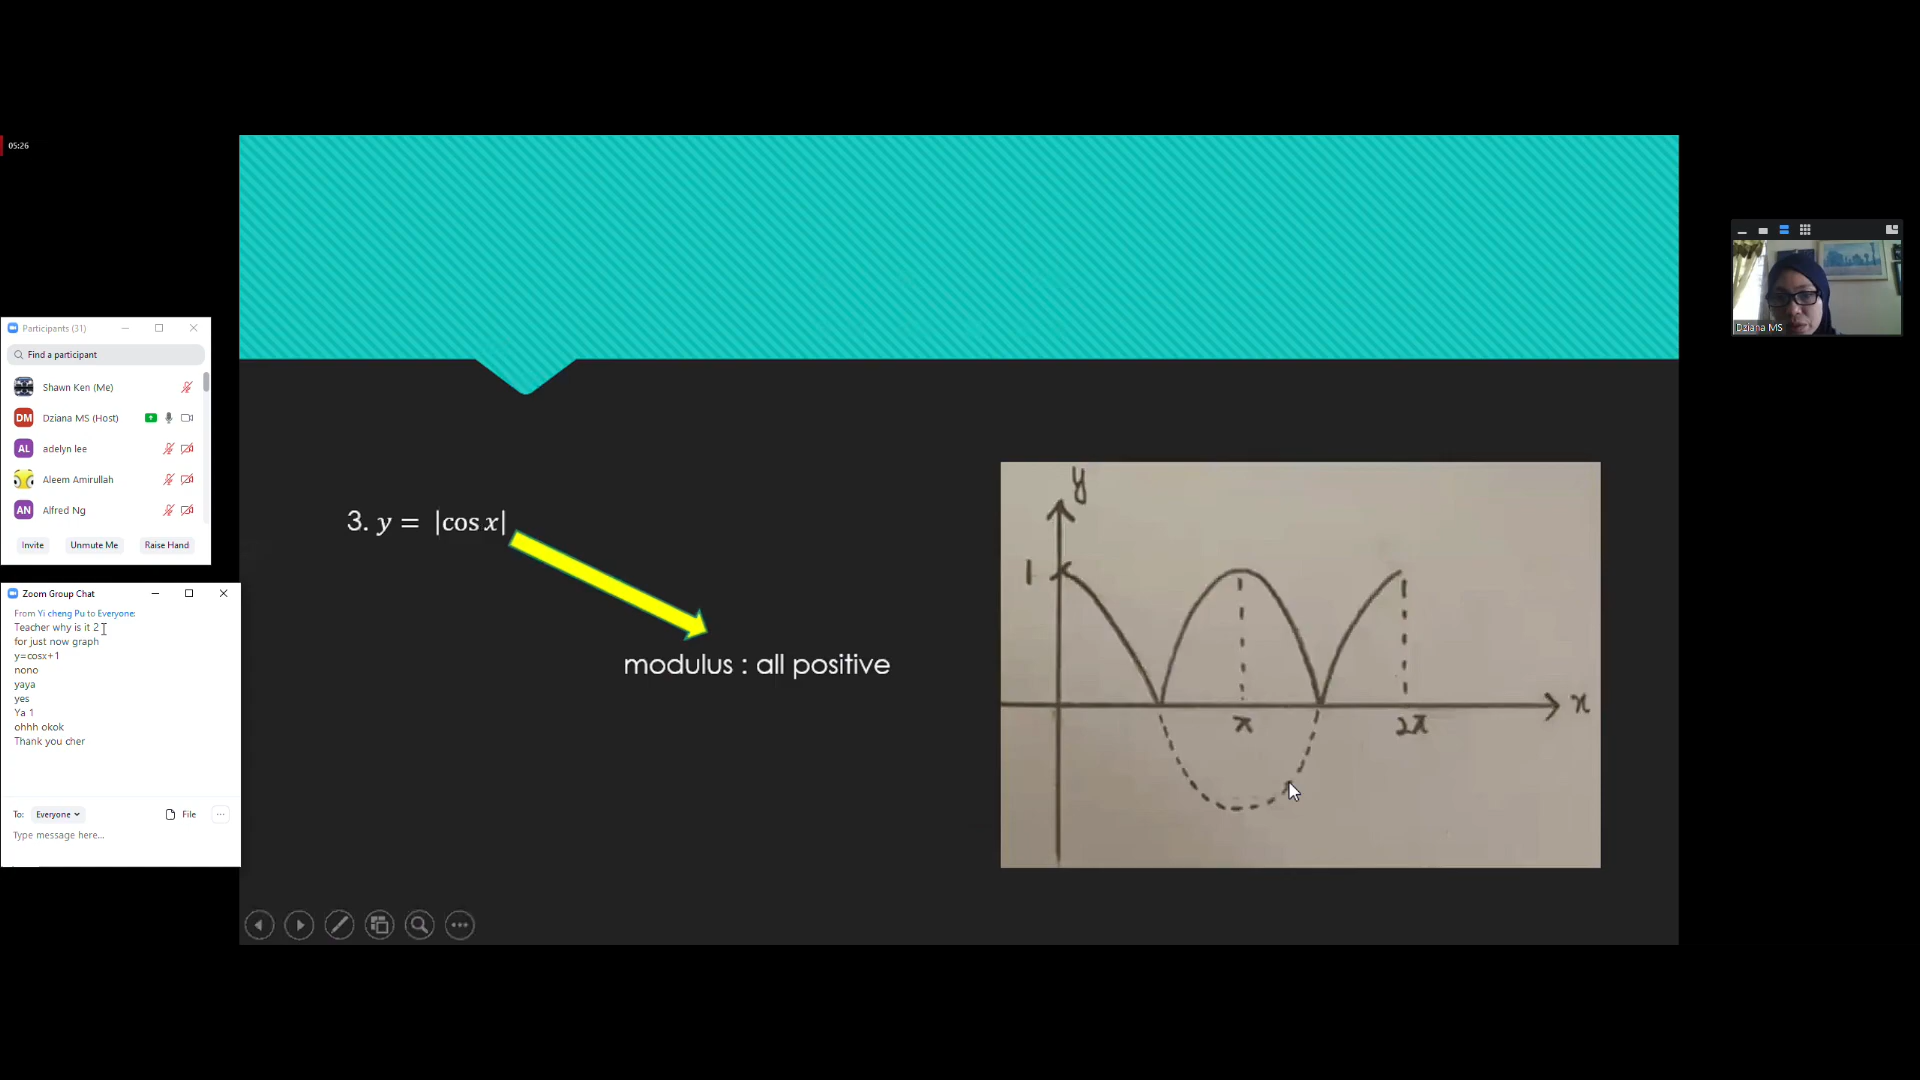 05:26
Participants (31)
Find a participant
Shawn Ken (Me)
DM Dziana MS (Host)
AL adelyn lee
Aleem Amirullah
AN Alfred Ng
Invite Unmute Me Raise Hand
Zoom Group Chat
From Yi cheng Pu to Everyone:
Teacher why is it 2
for just now graph
y=cosx+1
nono
yaya
yes
Ya 1
ohhh okok
Thank you cher
To: Everyone File
Type message here...
3. y = |cos x|
modulus : all positive
y
1
π 2π x
Dziana MS